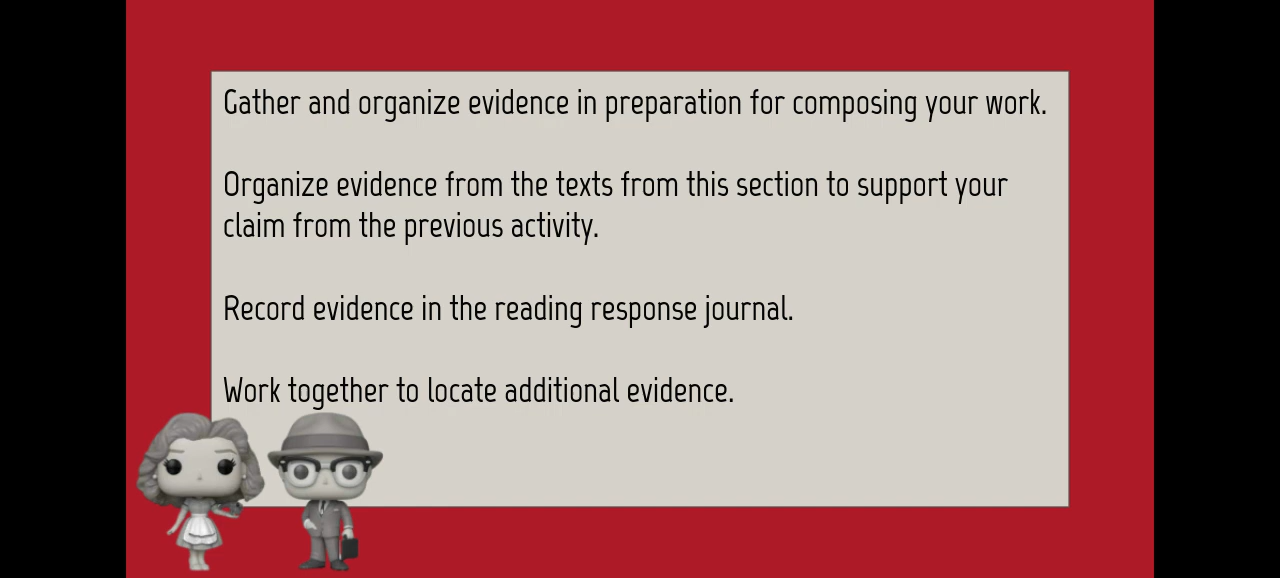 Gather and organize evidence in preparation for composing your work.
Organize evidence from the texts from this section to support your
claim from the previous activity.
Record evidence in the reading response journal.
Work together to locate additional evidence.